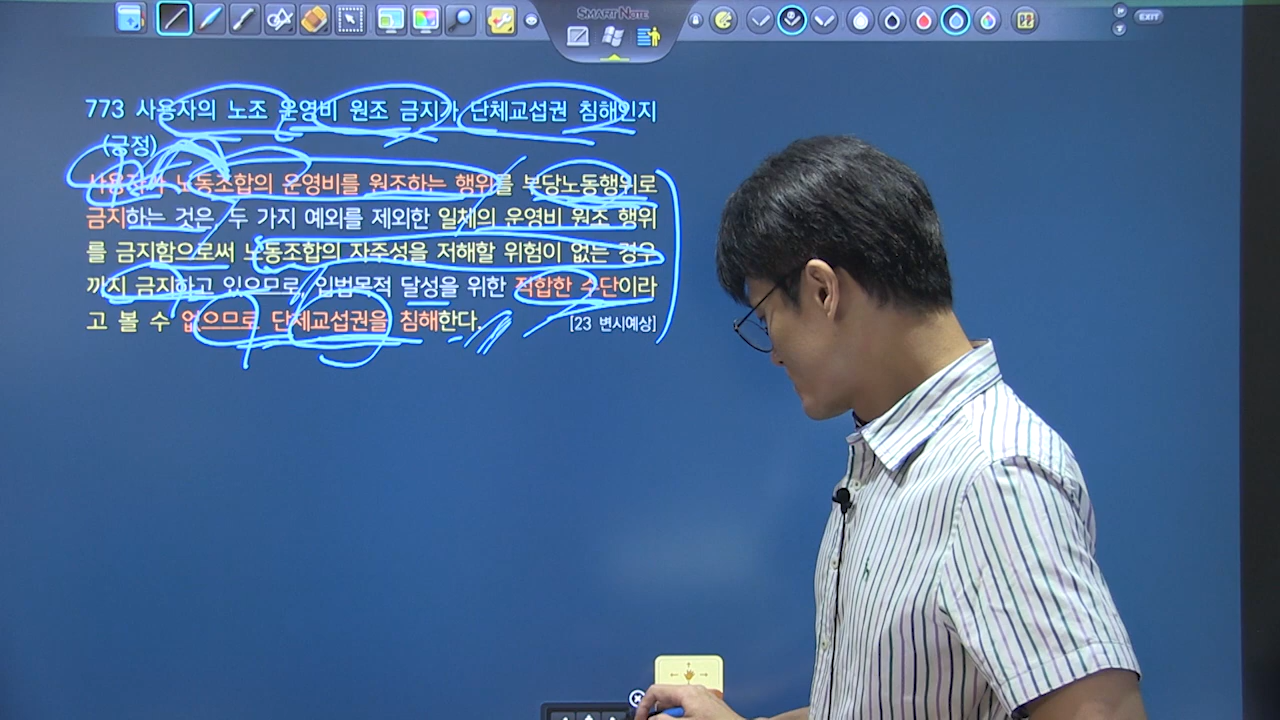 SMART NOTE
EXIT
773 사용자의 노조 운영비 원조 금지가 단체교섭권 침해인지
(긍정)
사용자가 노동조합의 운영비를 원조하는 행위를 부당노동행위로
금지하는 것은, 두 가지 예외를 제외한 일체의 운영비 원조 행위
를 금지함으로써 노동조합의 자주성을 저해할 위험이 없는 경우
까지 금지하고 있으므로, 입법목적 달성을 위한 적합한 수단이라
고 볼 수 없으므로 단체교섭권을 침해한다.
[23 변시예상]